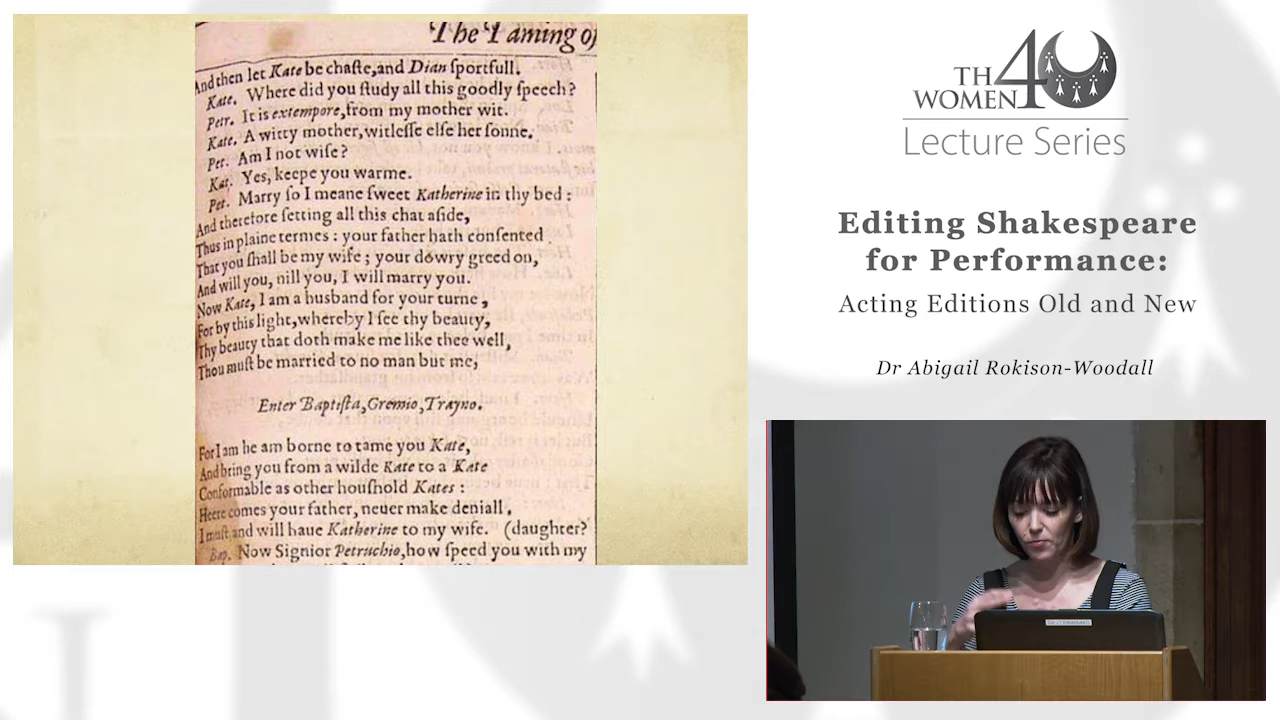 The Taming of
And then let Kate be chaſte,and Dian ſportfull.
Kate. Where did you ſtudy all this goodly ſpeech?
Petr. It is extempore,from my mother wit.
Kate. A witty mother,witleſſe elſe her ſonne.
Pet. Am I not wiſe?
Kat. Yes, keepe you warme.
Pet. Marry ſo I meane ſweet Katherine in thy bed :
And therefore ſetting all this chat aſide,
Thus in plaine termes : your father hath conſented
That you ſhall be my wife ; your dowry greed on,
And will you, nill you, I will marry you.
Now Kate, I am a husband for your turne ,
For by this light,whereby I ſee thy beauty,
Thy beauty that doth make me like thee well,
Thou muſt be married to no man but me;
Enter Baptiſta,Gremio,Trayno.
For I am he am borne to tame you Kate,
And bring you from a wilde Kate to a Kate
Conformable as other houſhold Kates :
Heere comes your father, neuer make deniall ,
I muſt and will haue Katherine to my wife. (daughter?
Bap. Now Signior Petruchio,how ſpeed you with my
TH
WOMEN40
Lecture Series
Editing Shakespeare
for Performance:
Acting Editions Old and New
Dr Abigail Rokison-Woodall